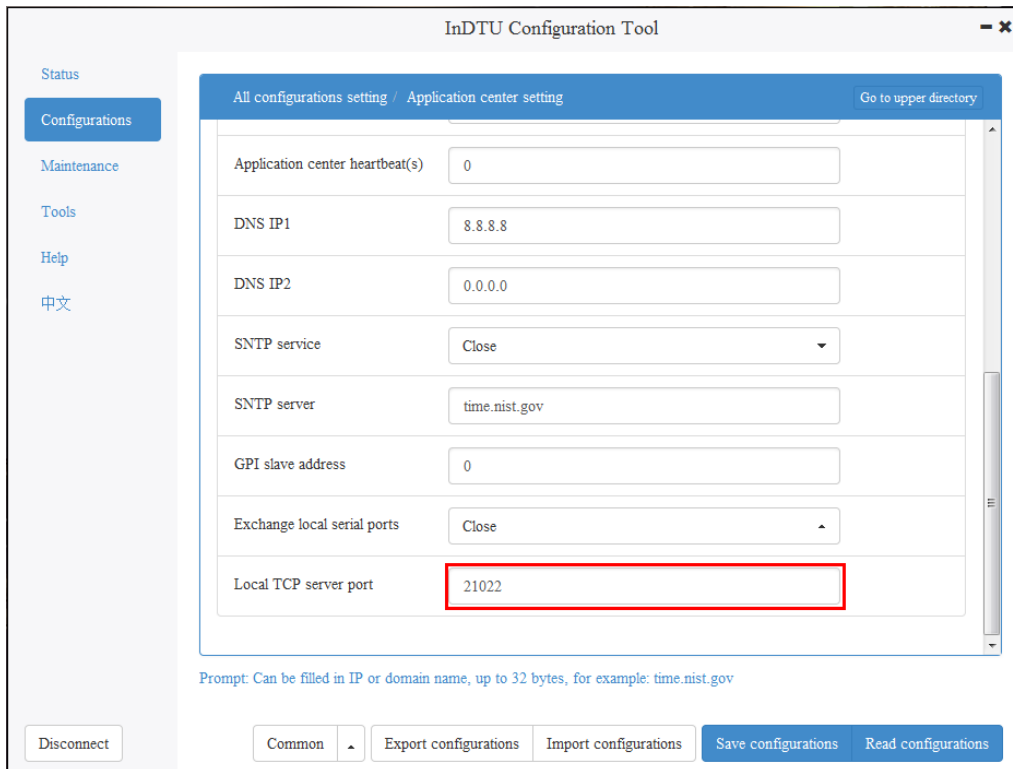 InDTU Configuration Tool
Status
Configurations
Maintenance
Tools
Help
中文
All configurations setting / Application center setting
Go to upper directory
Application center heartbeat(s) 0
DNS IP1 8.8.8.8
DNS IP2 0.0.0.0
SNTP service Close
SNTP server time.nist.gov
GPI slave address 0
Exchange local serial ports Close
Local TCP server port 21022
Prompt: Can be filled in IP or domain name, up to 32 bytes, for example: time.nist.gov
Disconnect Common Export configurations Import configurations Save configurations Read configurations